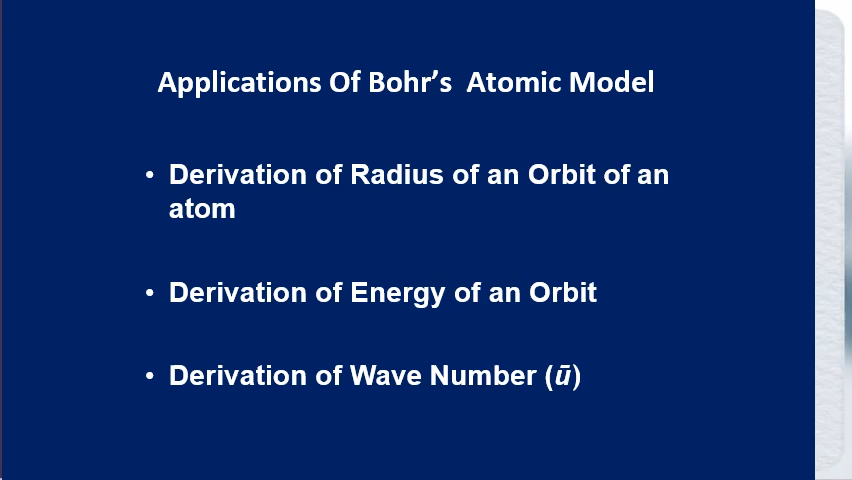 Applications Of Bohr’s  Atomic Model
• Derivation of Radius of an Orbit of an
atom
• Derivation of Energy of an Orbit
• Derivation of Wave Number (ū)